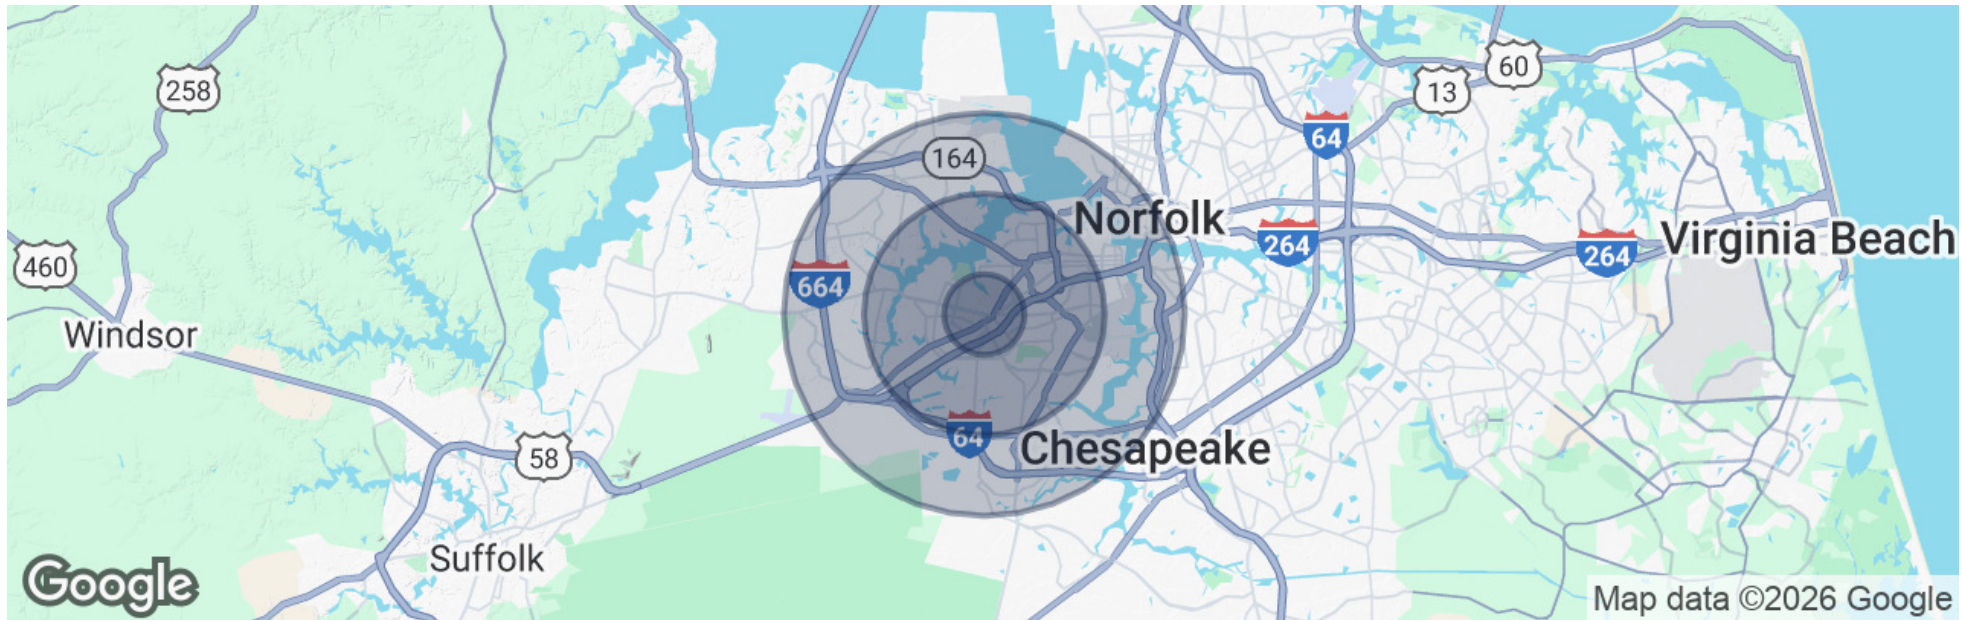 258
60
13
64
164
Norfolk
264
264
Virginia Beach
460
664
Windsor
64
Chesapeake
58
Suffolk
Google
Map data ©2026 Google